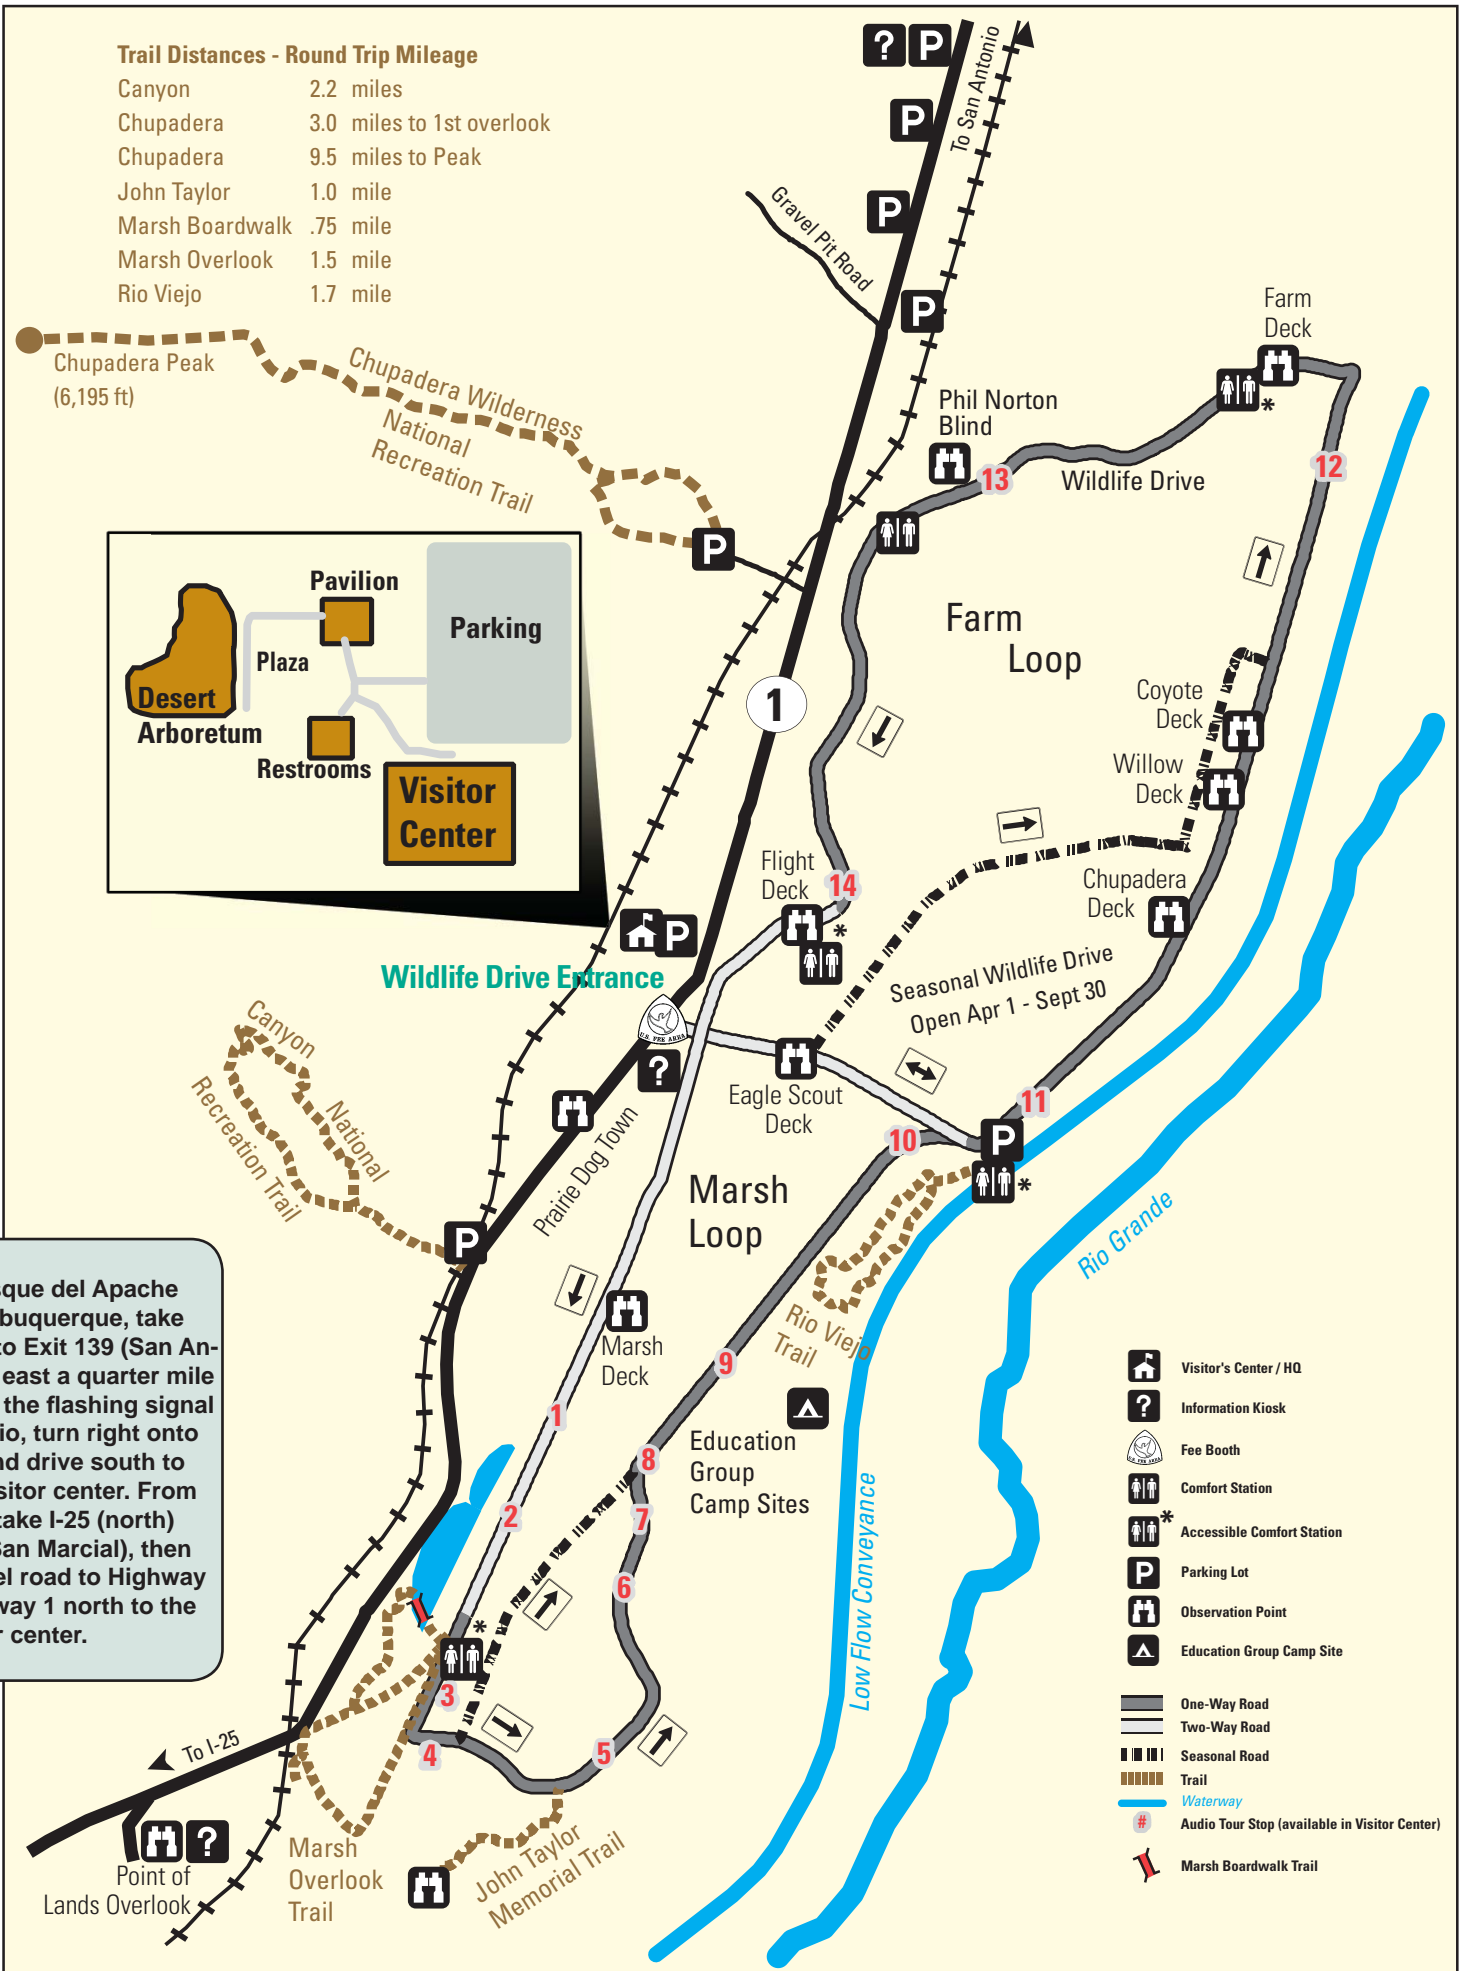 Trail Distances - Round Trip Mileage
Canyon 2.2 miles
Chupadera 3.0 miles to 1st overlook
Chupadera 9.5 miles to Peak
John Taylor 1.0 mile
Marsh Boardwalk .75 mile
Marsh Overlook 1.5 mile
Rio Viejo 1.7 mile
? P
P
P
P
To San Antonio
Gravel Pit Road
Chupadera Peak
(6,195 ft)
Chupadera Wilderness
National
Recreation Trail
P
Farm
Deck
*
Phil Norton
Blind
13
12
Wildlife Drive
Pavilion
Parking
Plaza
Desert
Arboretum
Restrooms
Visitor
Center
1
Farm
Loop
Coyote
Deck
Willow
Deck
Chupadera
Deck
Flight
Deck
14
*
P
Wildlife Drive Entrance
U.S. FEE AREA
?
Seasonal Wildlife Drive
Open Apr 1 - Sept 30
Eagle Scout
Deck
11
10
P
*
Canyon
National
Recreation Trail
P
Prairie Dog Town
Marsh
Loop
Rio Grande
Rio Viejo
Trail
Marsh
Deck
9
1
8
2
7
6
Education
Group
Camp Sites
Low Flow Conveyance
sque del Apache
buquerque, take
to Exit 139 (San An-
east a quarter mile
the flashing signal
io, turn right onto
nd drive south to
isitor center. From
take I-25 (north)
San Marcial), then
el road to Highway
way 1 north to the
r center.
*
3
4
5
To I-25
?
Point of
Lands Overlook
Marsh
Overlook
Trail
John Taylor
Memorial Trail
Visitor's Center / HQ
? Information Kiosk
U.S. FEE AREA Fee Booth
Comfort Station
* Accessible Comfort Station
P Parking Lot
Observation Point
Education Group Camp Site
One-Way Road
Two-Way Road
Seasonal Road
Trail
Waterway
# Audio Tour Stop (available in Visitor Center)
Marsh Boardwalk Trail